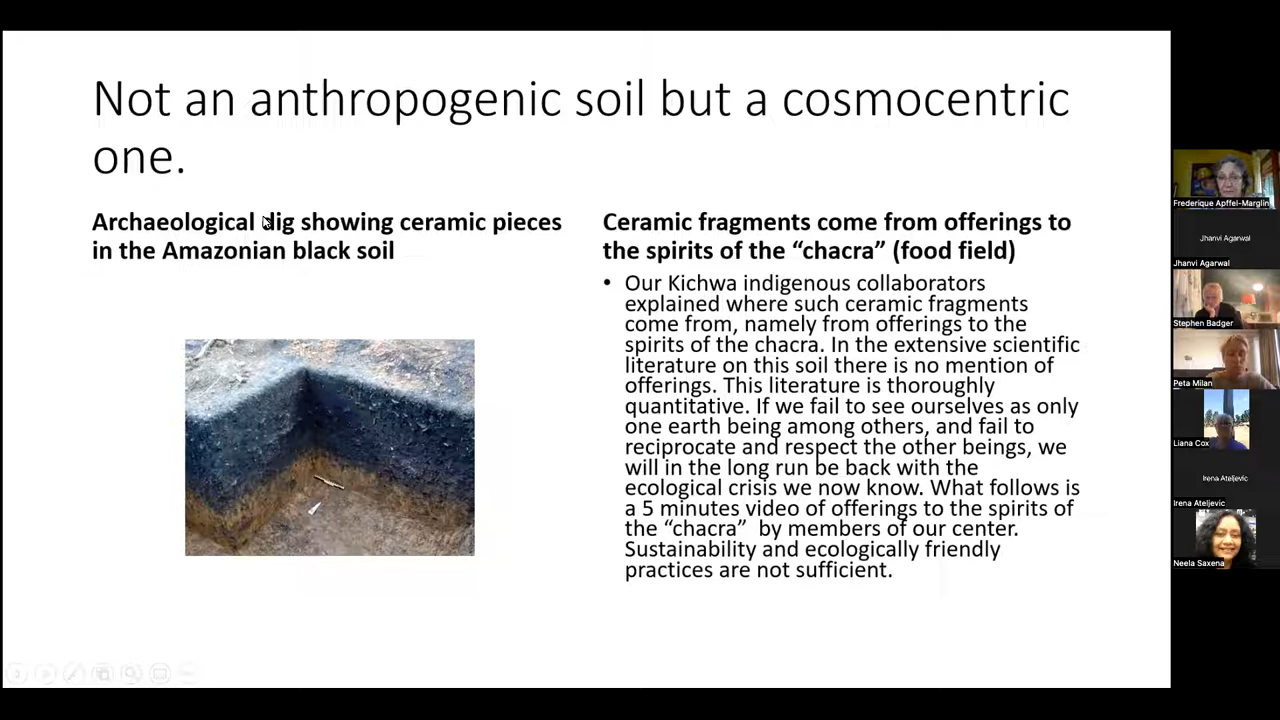 Not an anthropogenic soil but a cosmocentric
one.
Archaeological dig showing ceramic pieces
in the Amazonian black soil
Ceramic fragments come from offerings to
the spirits of the “chacra” (food field)
• Our Kichwa indigenous collaborators
explained where such ceramic fragments
come from, namely from offerings to the
spirits of the chacra. In the extensive scientific
literature on this soil there is no mention of
offerings. This literature is thoroughly
quantitative. If we fail to see ourselves as only
one earth being among others, and fail to
reciprocate and respect the other beings, we
will in the long run be back with the
ecological crisis we now know. What follows is
a 5 minutes video of offerings to the spirits of
the “chacra”  by members of our center.
Sustainability and ecologically friendly
practices are not sufficient.
Frederique Apffel-Marglin
Jhanvi Agarwal
Jhanvi Agarwal
Stephen Badger
Peta Milan
Liana Cox
Irena Ateljevic
Irena Ateljevic
Neela Saxena